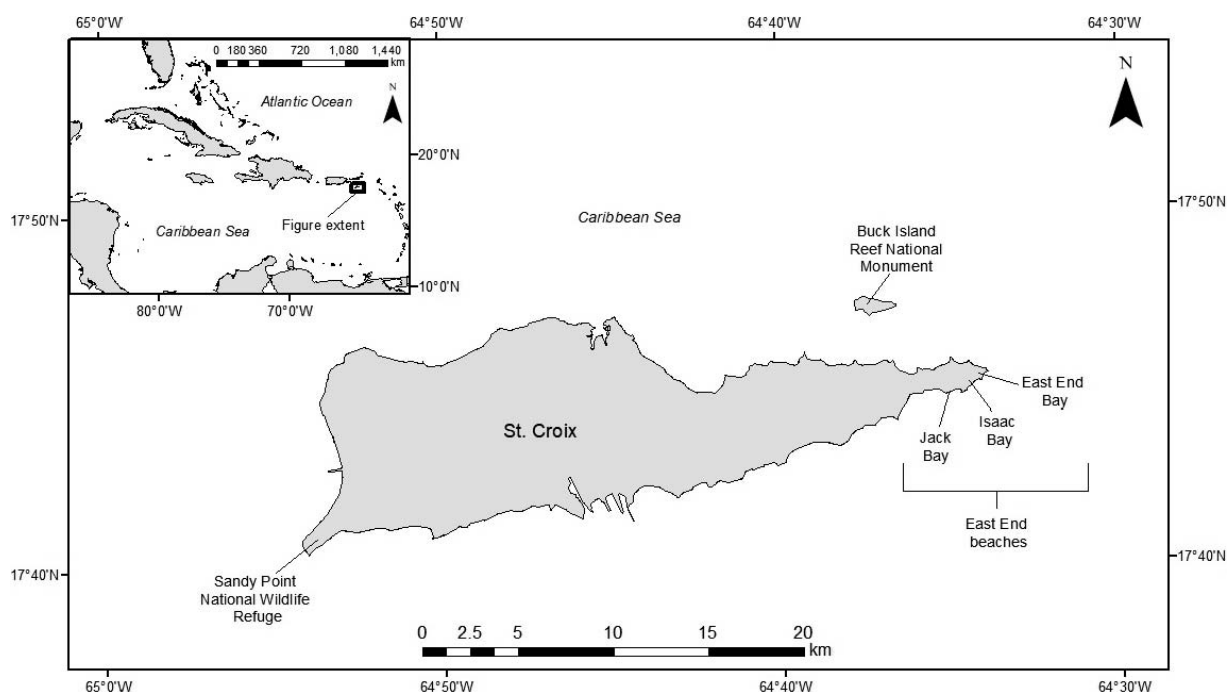 65°0'W 64°50'W 64°40'W 64°30'W
0 180 360 720 1,080 1,440
km
N
Atlantic Ocean
20°0'N
Figure extent
Caribbean Sea
10°0'N
80°0'W 70°0'W
N
17°50'N
17°50'N
Caribbean Sea
Buck Island
Reef National
Monument
East End
Bay
Isaac
Bay
Jack
Bay
St. Croix
East End
beaches
17°40'N
17°40'N
Sandy Point
National Wildlife
Refuge
0 2.5 5 10 15 20
km
65°0'W 64°50'W 64°40'W 64°30'W